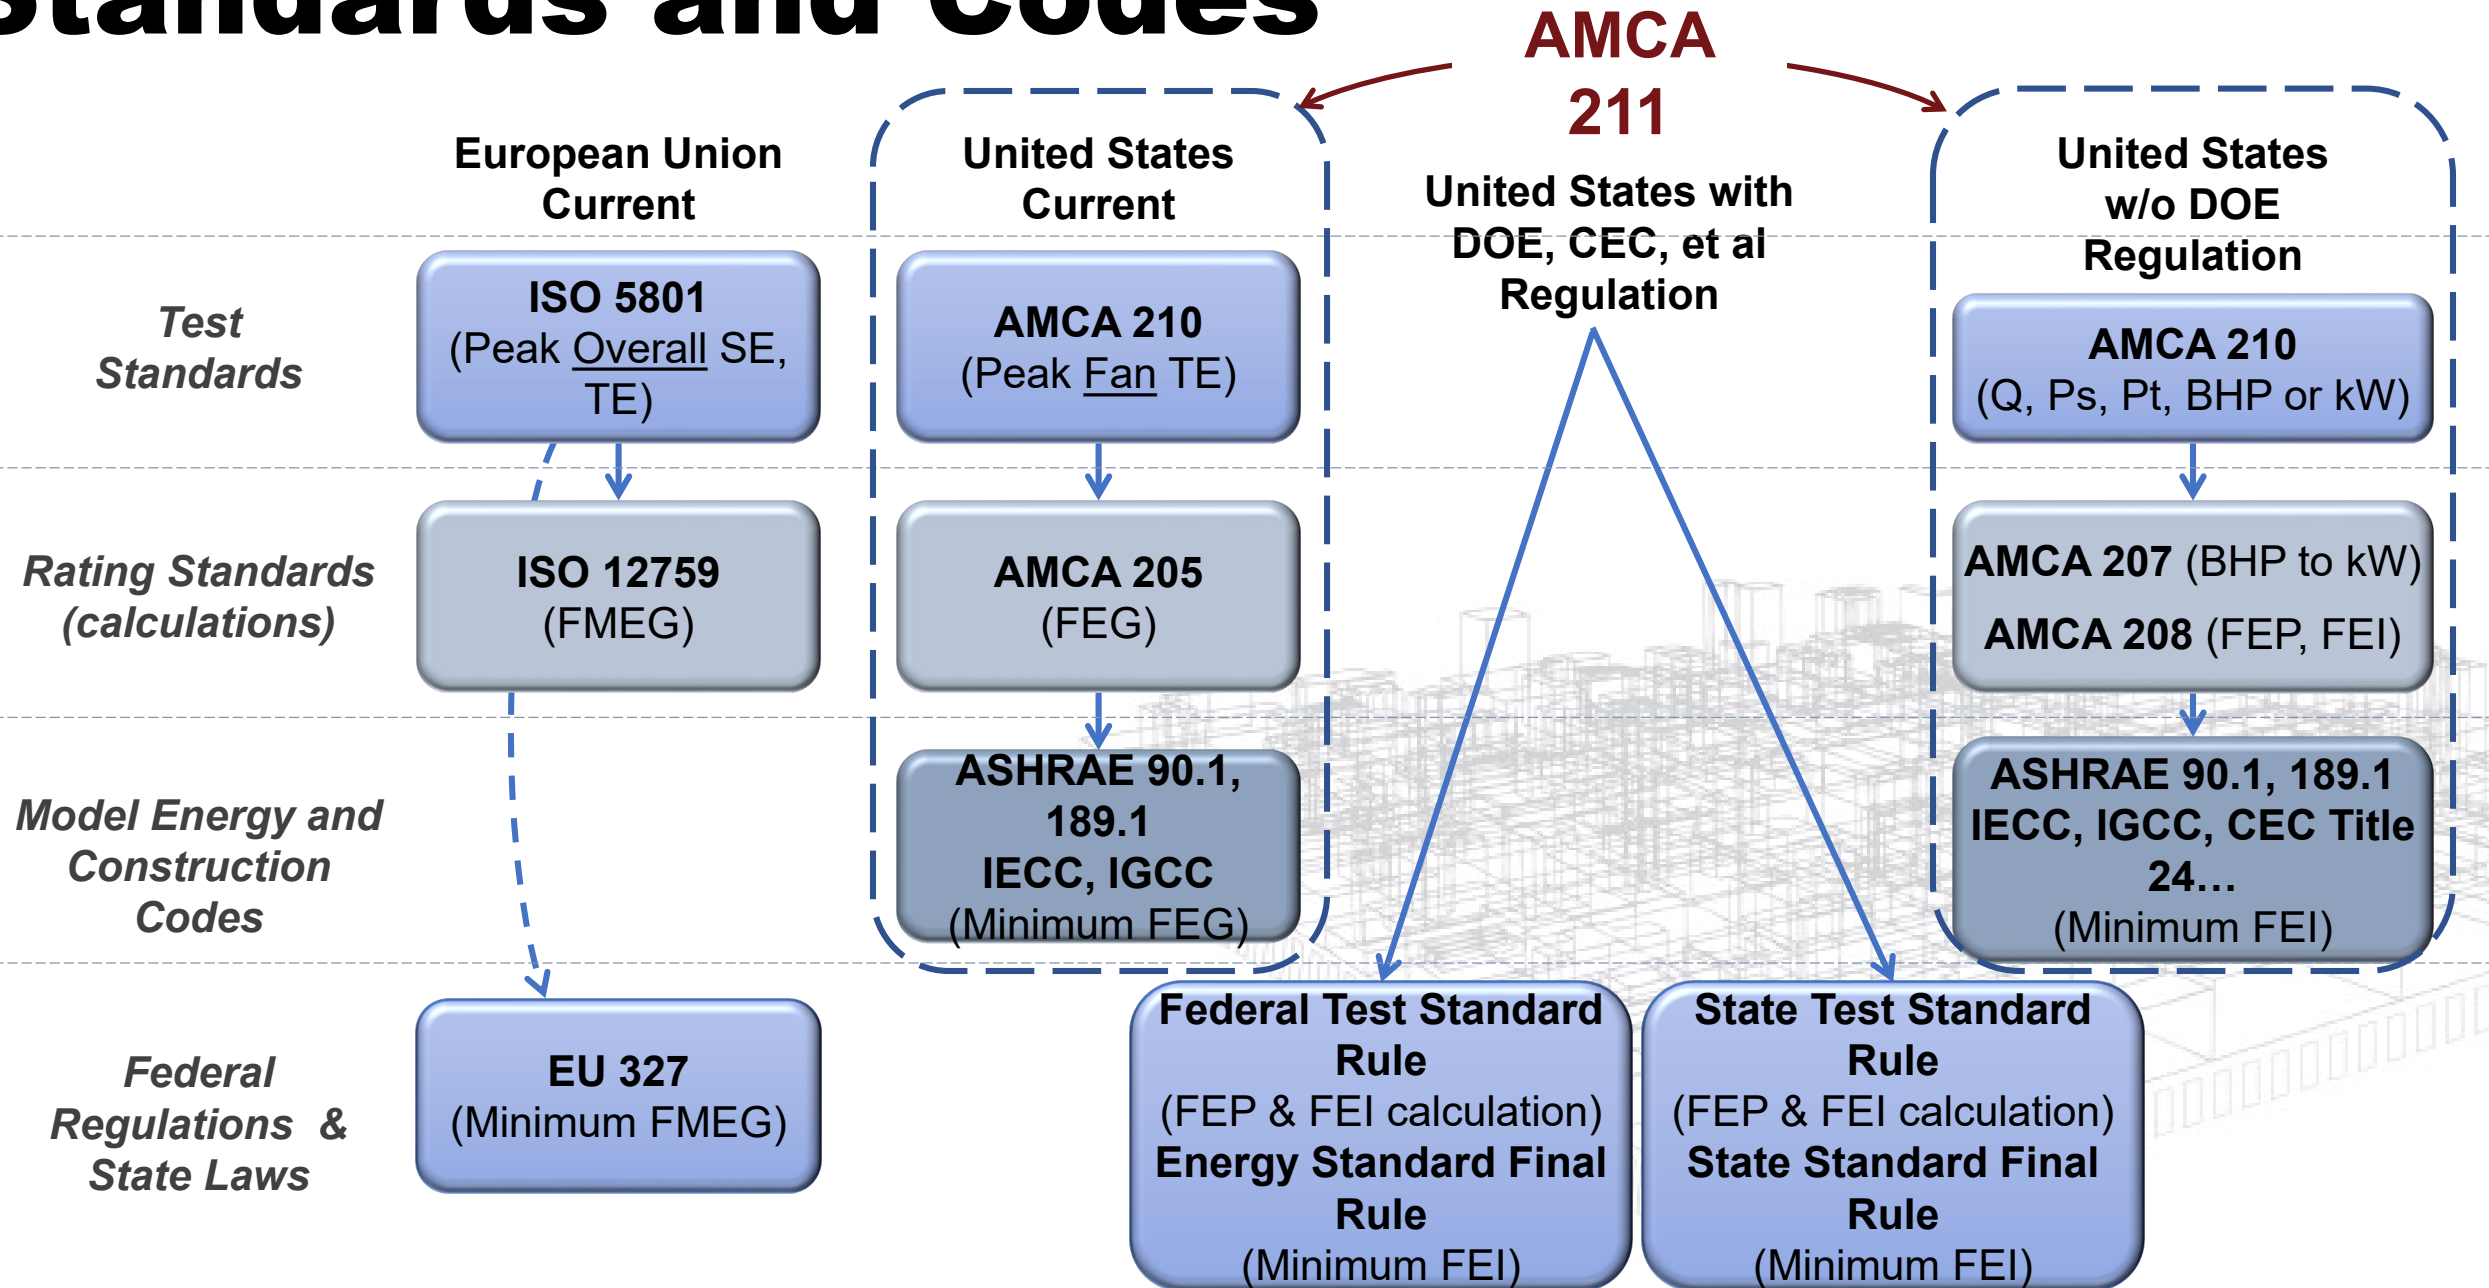 Standards and Codes
AMCA
211
European Union
Current
United States
Current
United States with
DOE, CEC, et al
Regulation
United States
w/o DOE
Regulation
Test
Standards
ISO 5801
(Peak Overall SE,
TE)
AMCA 210
(Peak Fan TE)
AMCA 210
(Q, Ps, Pt, BHP or kW)
Rating Standards
(calculations)
ISO 12759
(FMEG)
AMCA 205
(FEG)
AMCA 207 (BHP to kW)
AMCA 208 (FEP, FEI)
Model Energy and
Construction
Codes
ASHRAE 90.1,
189.1
IECC, IGCC
(Minimum FEG)
ASHRAE 90.1, 189.1
IECC, IGCC, CEC Title
24…
(Minimum FEI)
Federal
Regulations &
State Laws
EU 327
(Minimum FMEG)
Federal Test Standard
Rule
(FEP & FEI calculation)
Energy Standard Final
Rule
(Minimum FEI)
State Test Standard
Rule
(FEP & FEI calculation)
State Standard Final
Rule
(Minimum FEI)